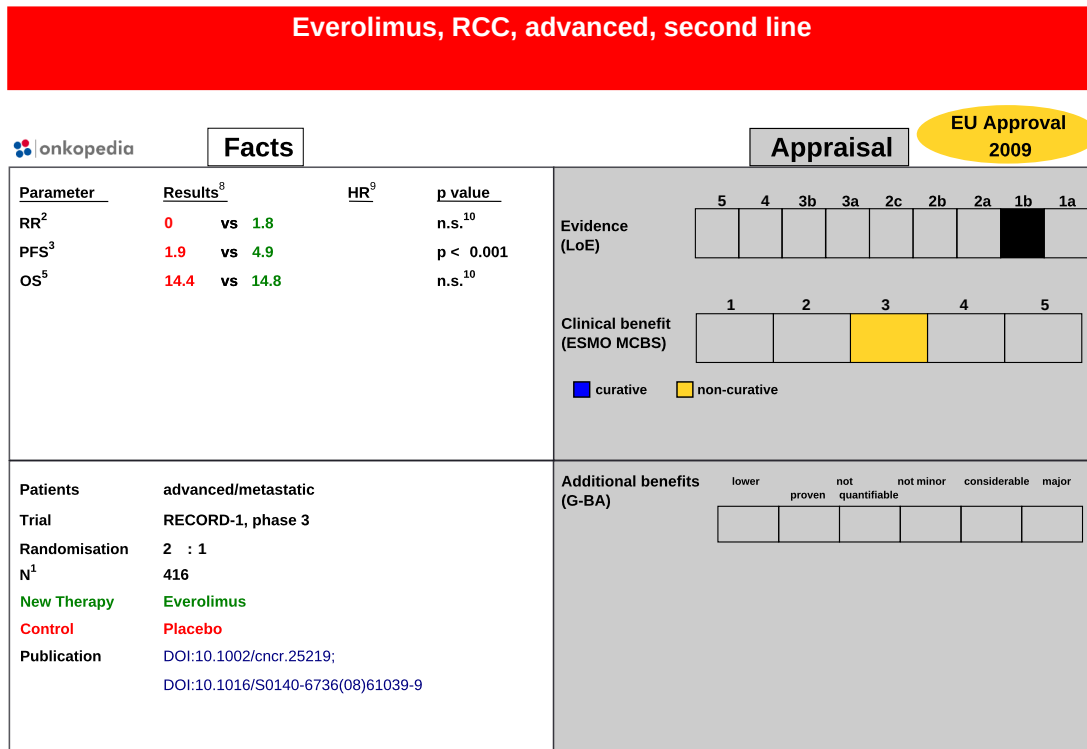 Everolimus, RCC, advanced, second line
onkopedia
Facts
Appraisal
EU Approval
2009
Parameter Results8 HR9 p value
RR2 0 vs 1.8 n.s.10
PFS3 1.9 vs 4.9 p < 0.001
OS5 14.4 vs 14.8 n.s.10
5 4 3b 3a 2c 2b 2a 1b 1a
Evidence
(LoE)
1 2 3 4 5
Clinical benefit
(ESMO MCBS)
curative non-curative
Patients advanced/metastatic
Trial RECORD-1, phase 3
Randomisation 2 : 1
N1 416
New Therapy Everolimus
Control Placebo
Publication DOI:10.1002/cncr.25219;
DOI:10.1016/S0140-6736(08)61039-9
Additional benefits
(G-BA)
lower not not minor considerable major
proven quantifiable